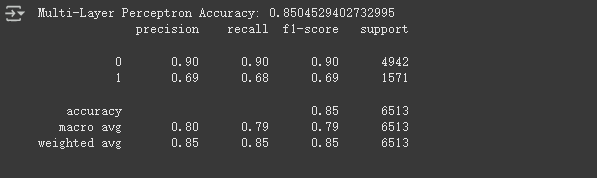 Multi-Layer Perceptron Accuracy: 0.8504529402732995
precision recall f1-score support
0 0.90 0.90 0.90 4942
1 0.69 0.68 0.69 1571
accuracy 0.85 6513
macro avg 0.80 0.79 0.79 6513
weighted avg 0.85 0.85 0.85 6513